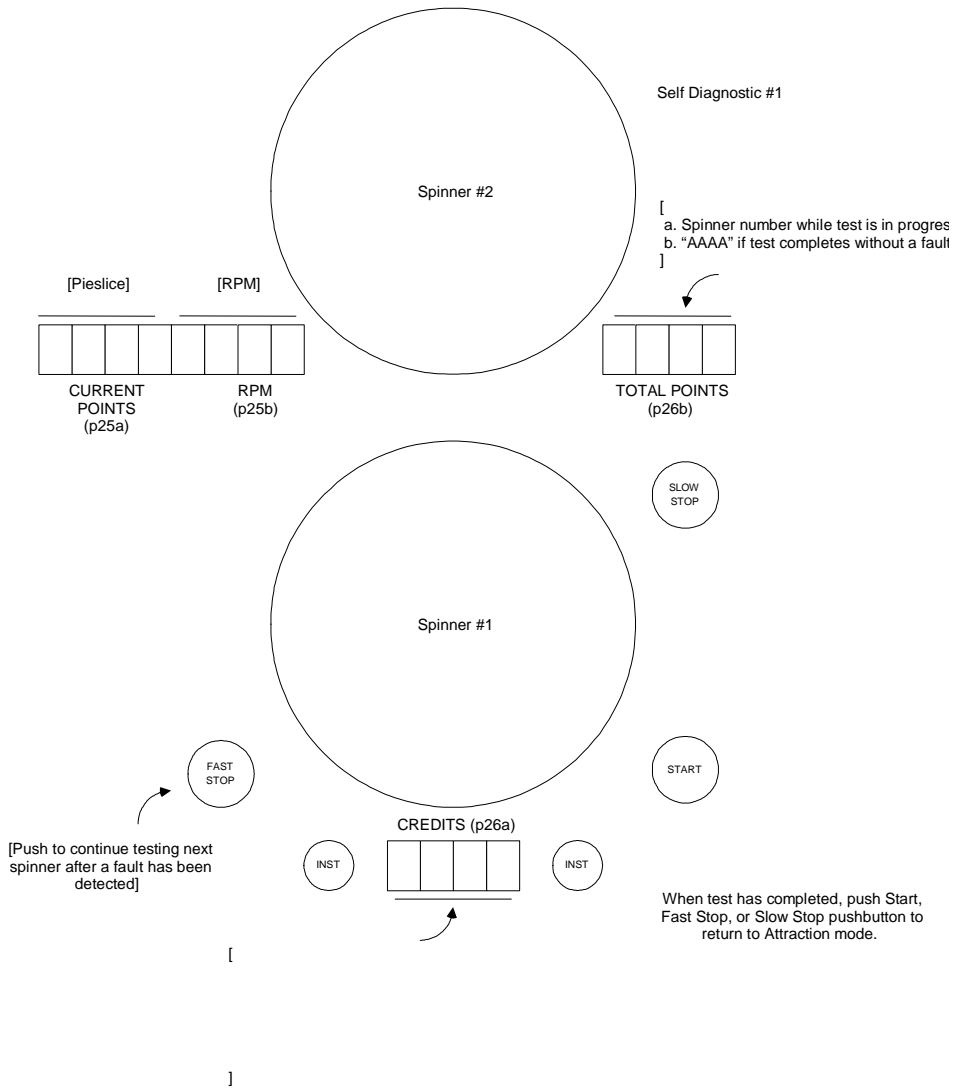 Self Diagnostic #1
Spinner #2
[
a. Spinner number while test is in progres
b. “AAAA” if test completes without a fault
]
[Pieslice]
[RPM]
CURRENT
POINTS
(p25a)
RPM
(p25b)
TOTAL POINTS
(p26b)
SLOW
STOP
Spinner #1
FAST
STOP
START
[Push to continue testing next
spinner after a fault has been
detected]
CREDITS (p26a)
INST
INST
When test has completed, push Start,
Fast Stop, or Slow Stop pushbutton to
return to Attraction mode.
[
]